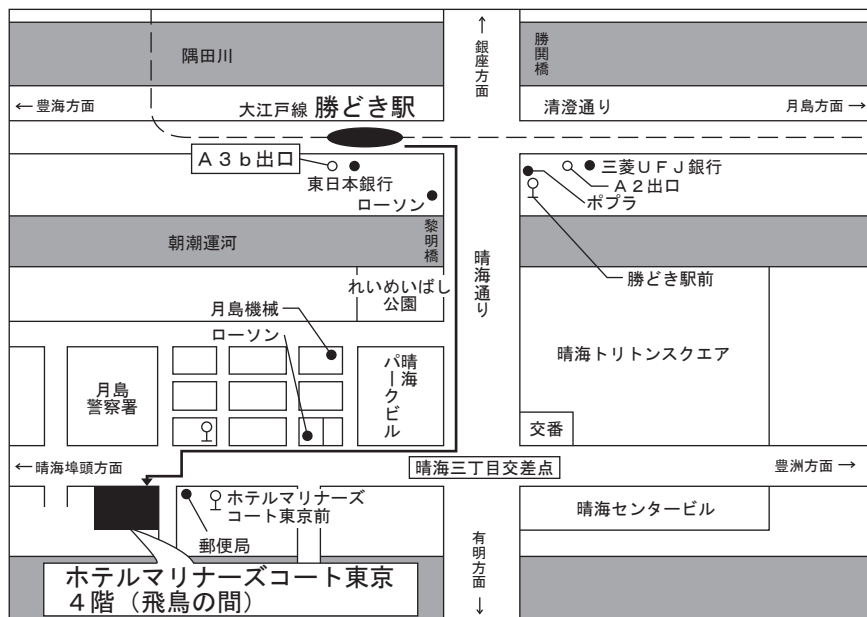 隅田川
↑
銀座方面
勝鬨橋
←豊海方面
大江戸線 勝どき駅
清澄通り
月島方面→
A3b出口
東日本銀行
ローソン
三菱UFJ銀行
A2出口
ポプラ
朝潮運河
黎明橋
晴海通り
勝どき駅前
れいめいばし
公園
月島機械
ローソン
月島
警察署
晴海
パークビル
晴海トリトンスクエア
交番
←晴海埠頭方面
晴海三丁目交差点
豊洲方面→
ホテルマリナーズ
コート東京前
郵便局
晴海センタービル
有明方面
↓
ホテルマリナーズコート東京
4階(飛鳥の間)